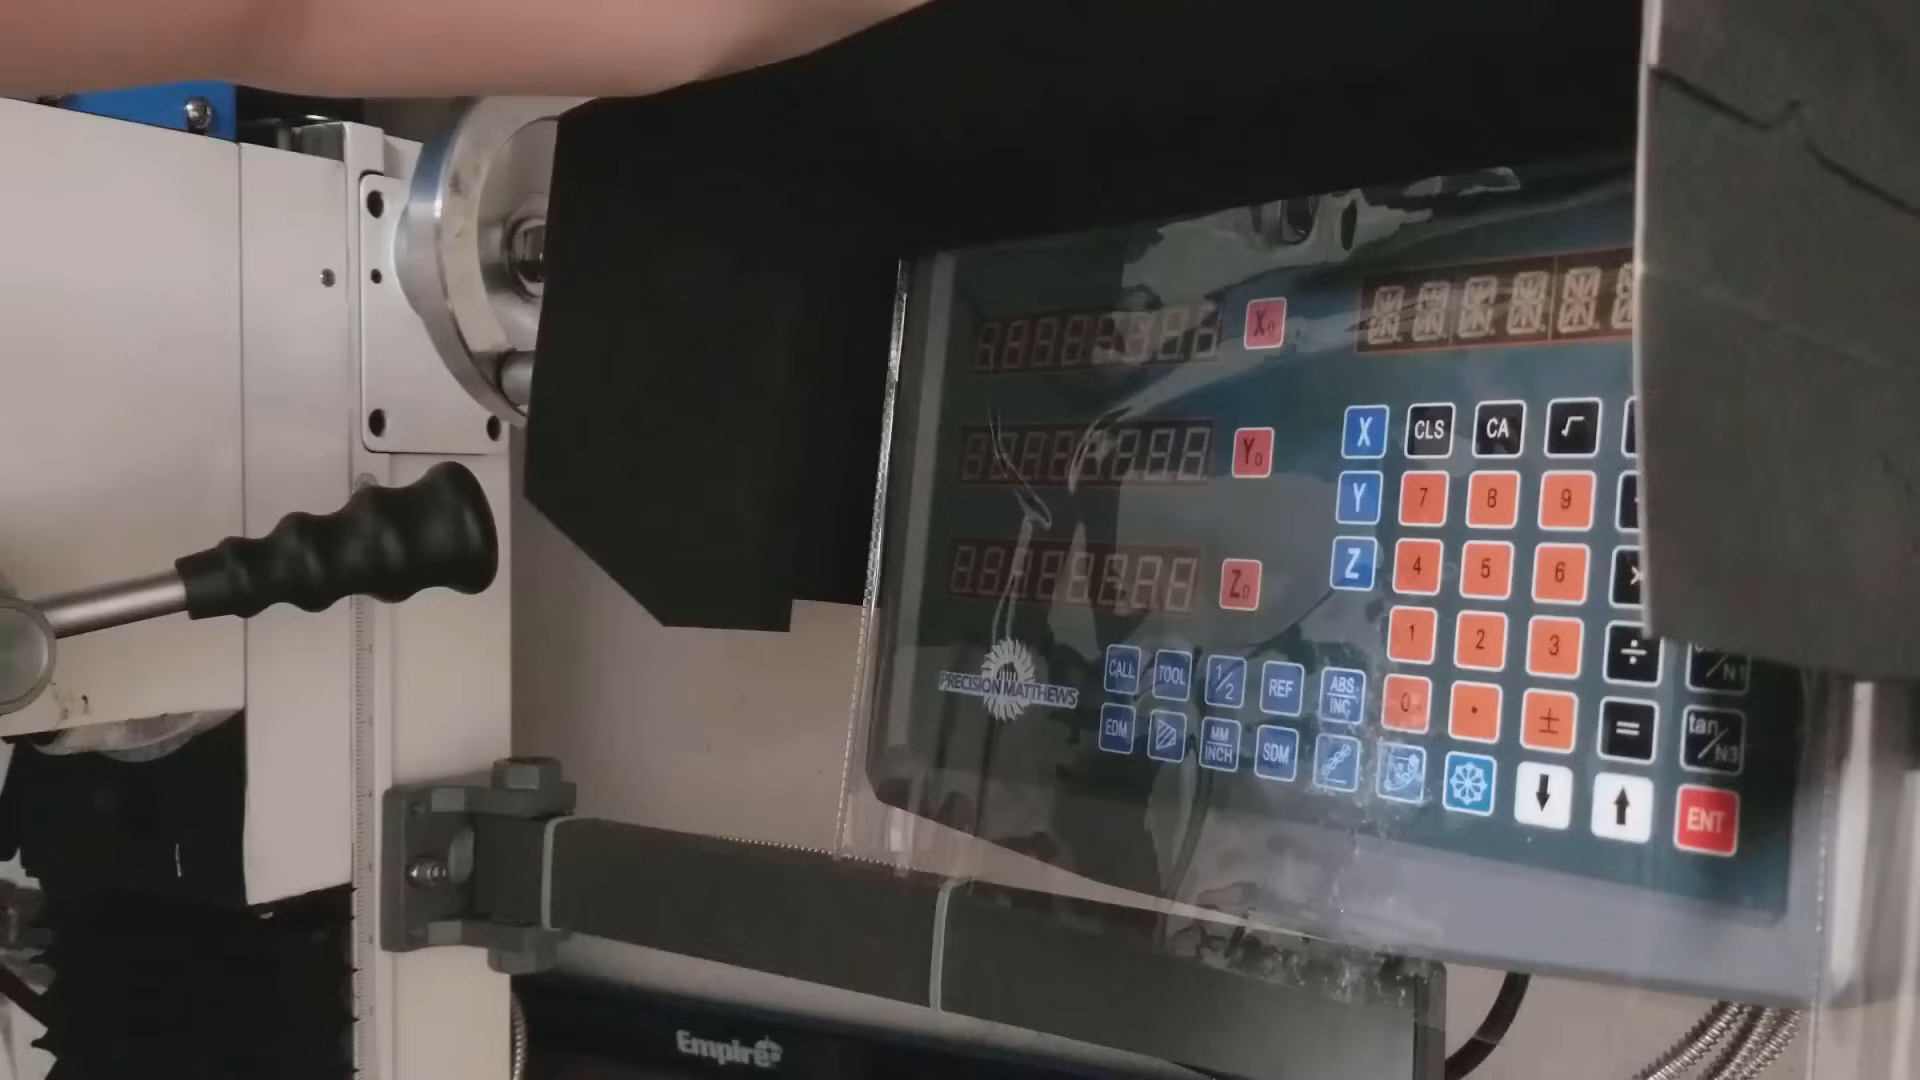 X₀
Y₀
Z₀
X CLS CA √
Y 7 8 9
Z 4 5 6
1 2 3 ÷
0 . ± =
CALL TOOL 1/2 REF ABS/INC
EDM MM/INCH SDM
tan
ENT
PRECISION MATTHEWS
Empire